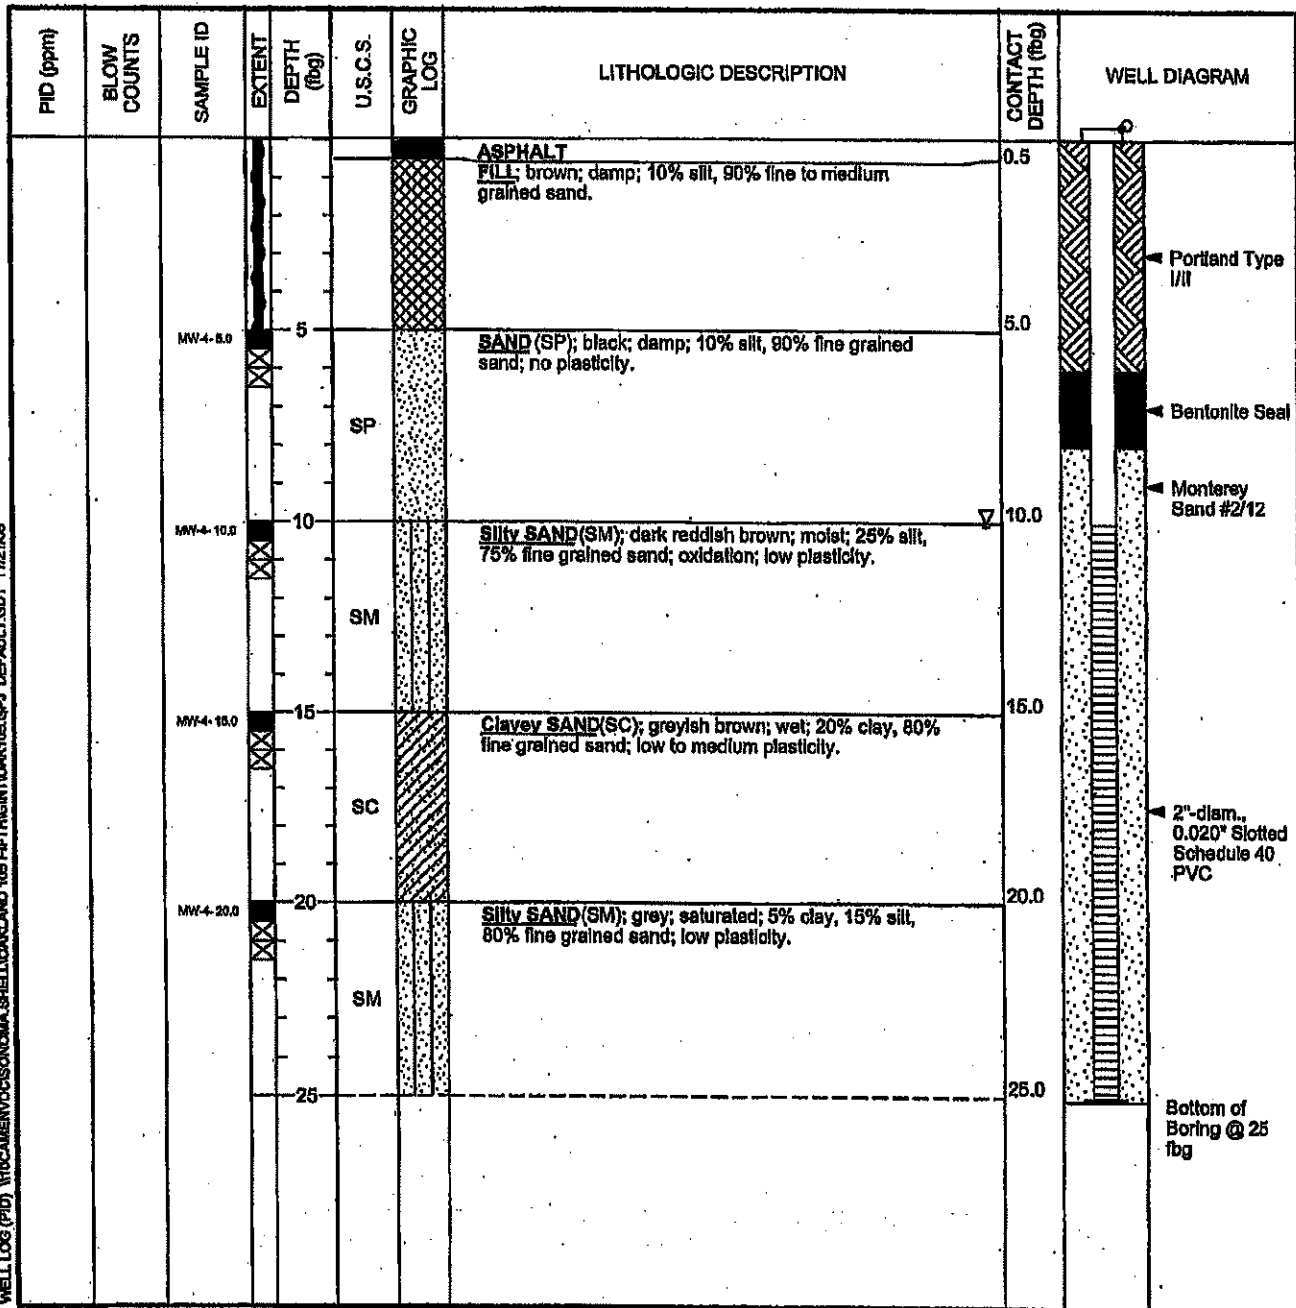 PID (ppm)
BLOW
COUNTS
SAMPLE ID
EXTENT
DEPTH
(fbg)
U.S.C.S.
GRAPHIC
LOG
LITHOLOGIC DESCRIPTION
CONTACT
DEPTH (fbg)
WELL DIAGRAM
ASPHALT
0.5
FILL; brown; damp; 10% silt, 90% fine to medium
grained sand.
Portland Type
I/II
MW-4-5.0
5
5.0
SAND (SP); black; damp; 10% silt, 90% fine grained
sand; no plasticity.
SP
Bentonite Seal
Monterey
Sand #2/12
MW-4-10.0
10
10.0
Silty SAND(SM); dark reddish brown; moist; 25% silt,
75% fine grained sand; oxidation; low plasticity.
SM
MW-4-15.0
15
15.0
Clayey SAND(SC); greyish brown; wet; 20% clay, 80%
fine grained sand; low to medium plasticity.
SC
2"-diam.,
0.020" Slotted
Schedule 40
PVC
MW-4-20.0
20
20.0
Silty SAND(SM); grey; saturated; 5% clay, 15% silt,
80% fine grained sand; low plasticity.
SM
25
25.0
Bottom of
Boring @ 25
fbg
WELL LOG (PID)